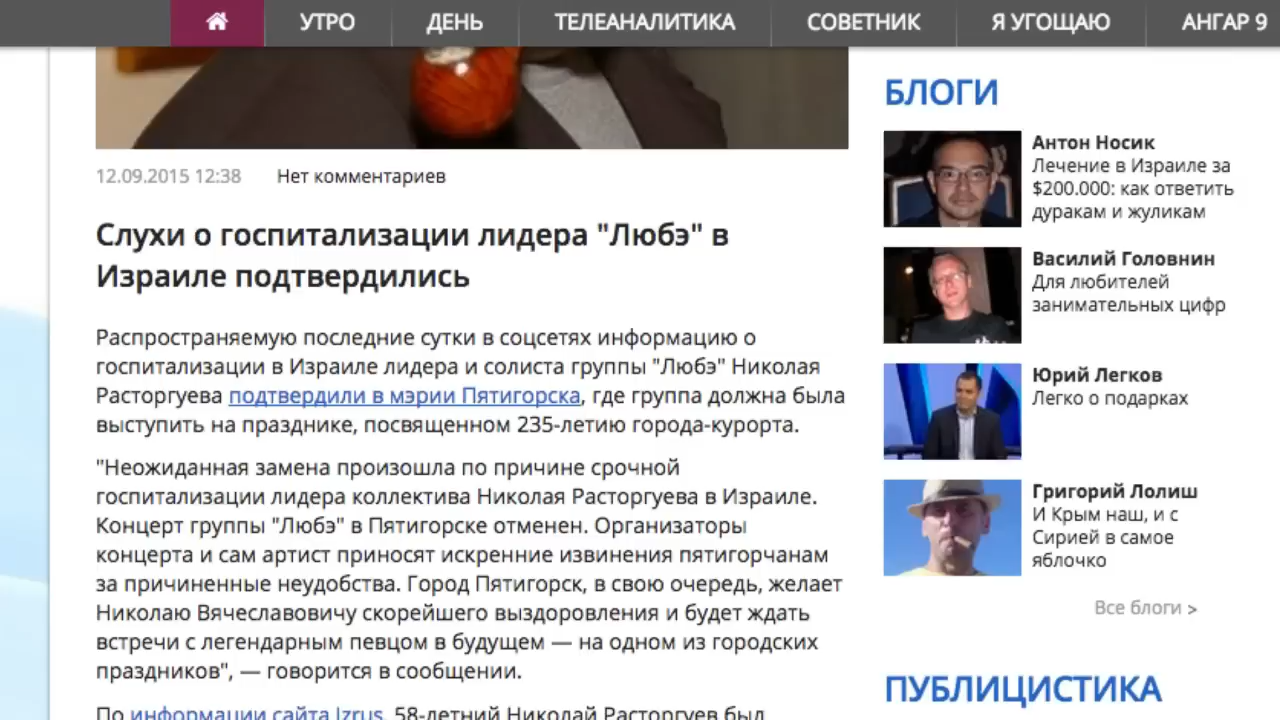 УТРО
ДЕНЬ
ТЕЛЕАНАЛИТИКА
СОВЕТНИК
Я УГОЩАЮ
АНГАР 9
12.09.2015 12:38
Нет комментариев
Слухи о госпитализации лидера "Любэ" в
Израиле подтвердились
Распространяемую последние сутки в соцсетях информацию о
госпитализации в Израиле лидера и солиста группы "Любэ" Николая
Расторгуева подтвердили в мэрии Пятигорска, где группа должна была
выступить на празднике, посвященном 235-летию города-курорта.
"Неожиданная замена произошла по причине срочной
госпитализации лидера коллектива Николая Расторгуева в Израиле.
Концерт группы "Любэ" в Пятигорске отменен. Организаторы
концерта и сам артист приносят искренние извинения пятигорчанам
за причиненные неудобства. Город Пятигорск, в свою очередь, желает
Николаю Вячеславовичу скорейшего выздоровления и будет ждать
встречи с легендарным певцом в будущем — на одном из городских
праздников", — говорится в сообщении.
По информации сайта Izrus, 58-летний Николай Расторгуев был
БЛОГИ
Антон Носик
Лечение в Израиле за
$200.000: как ответить
дуракам и жуликам
Василий Головнин
Для любителей
занимательных цифр
Юрий Легков
Легко о подарках
Григорий Лолиш
И Крым наш, и с
Сирией в самое
яблочко
Все блоги >
ПУБЛИЦИСТИКА